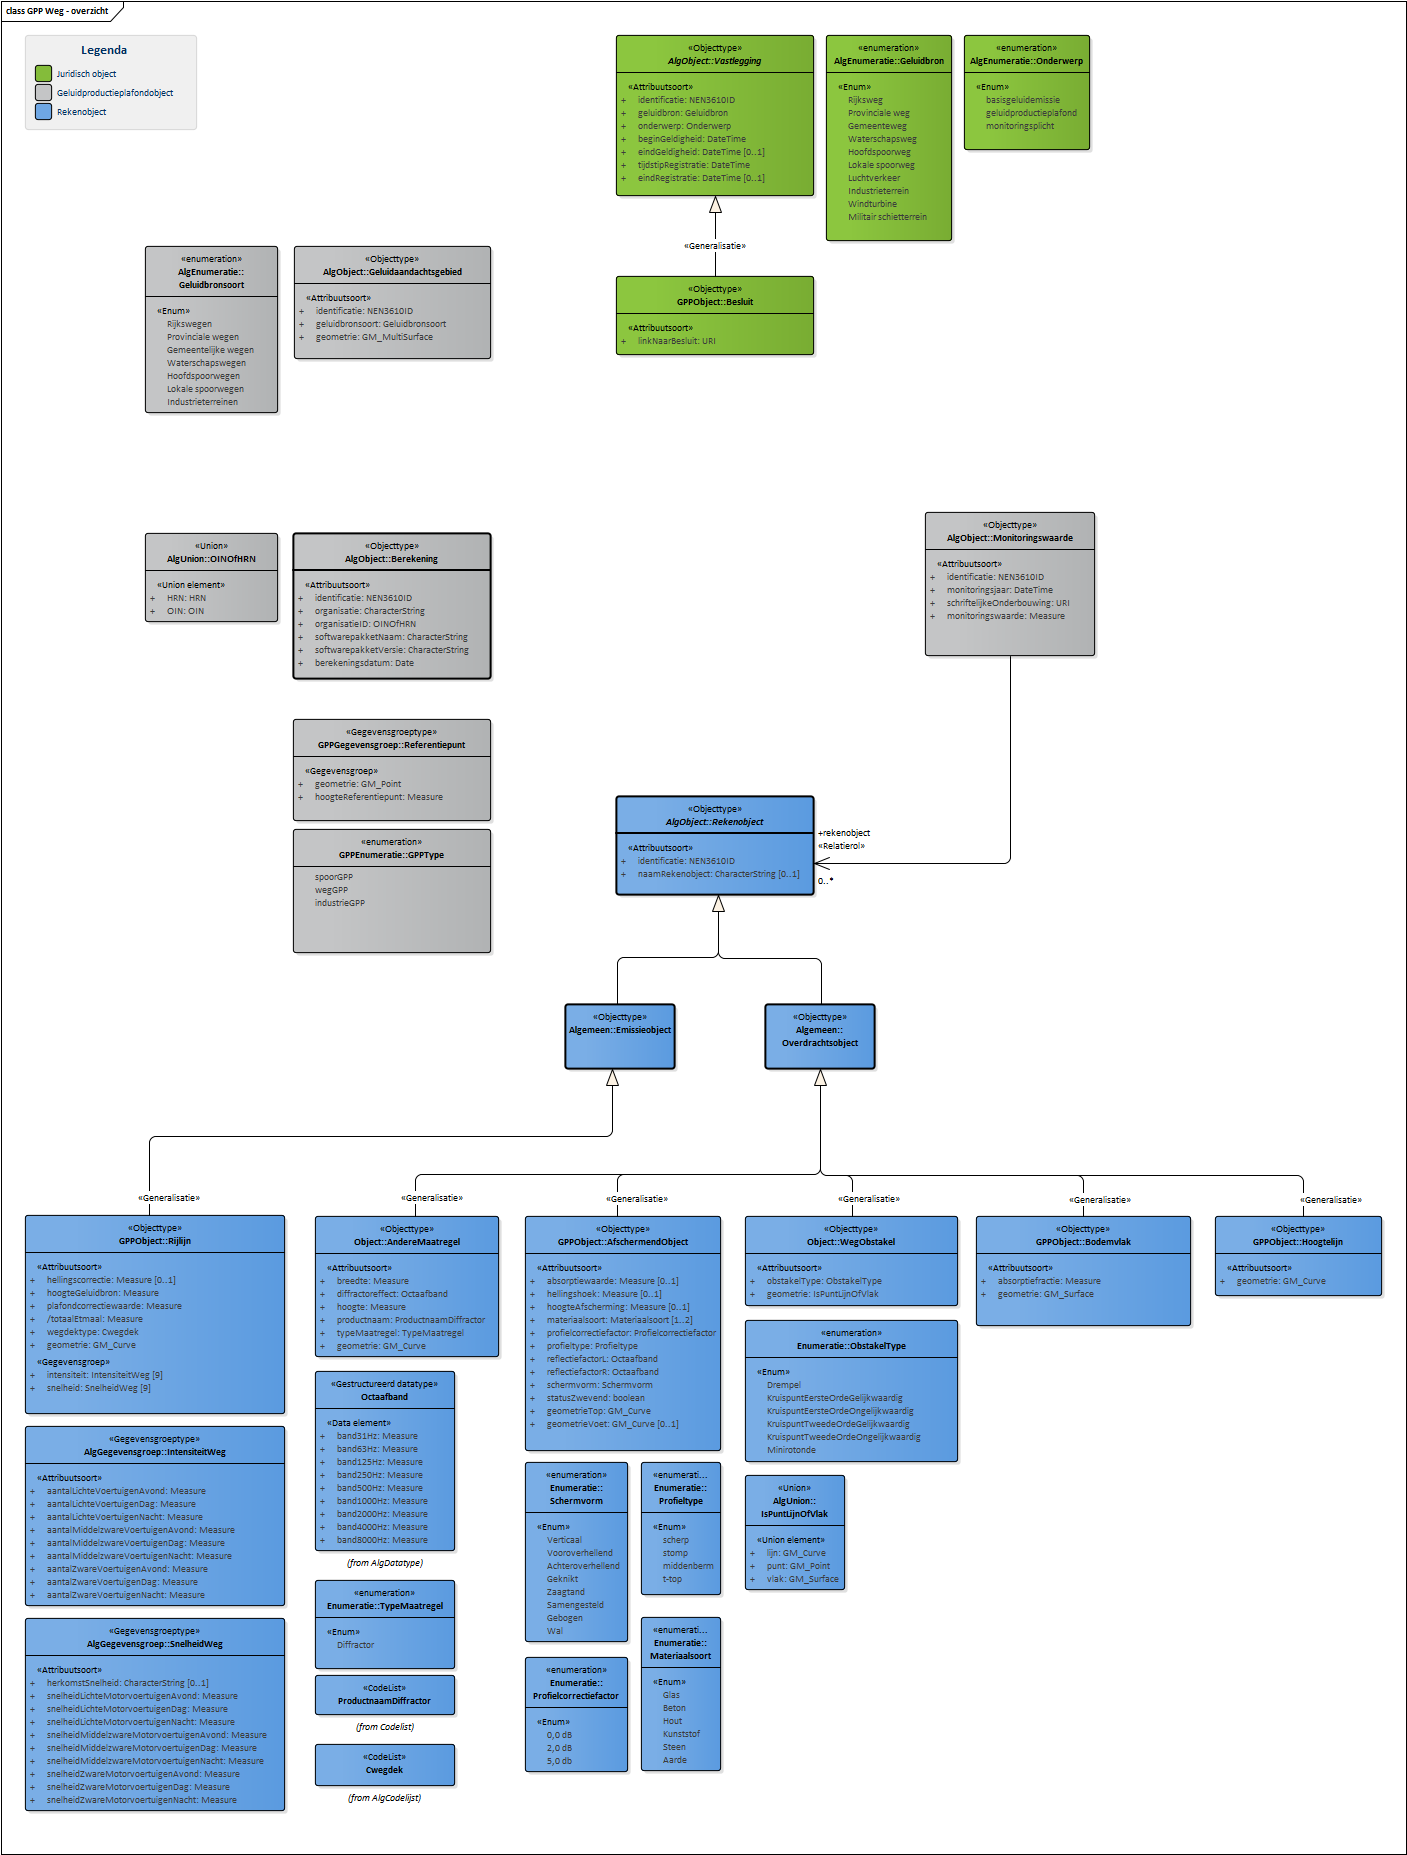 class GPP Weg - overzicht
Legenda
Juridisch object
Geluidproductieplafondobject
Rekenobject
«Objecttype»
AlgObject::Vastlegging
«Attribuutsoort»
+ identificatie: NEN3610ID
+ geluidbron: Geluidbron
+ onderwerp: Onderwerp
+ beginGeldigheid: DateTime
+ eindGeldigheid: DateTime [0..1]
+ tijdstipRegistratie: DateTime
+ eindRegistratie: DateTime [0..1]
«enumeration»
AlgEnumeratie::Geluidbron
«Enum»
Rijksweg
Provinciale weg
Gemeenteweg
Waterschapsweg
Hoofdspoorweg
Lokale spoorweg
Luchtverkeer
Industrieterrein
Windturbine
Militair schietterrein
«enumeration»
AlgEnumeratie::Onderwerp
«Enum»
basisgeluidemissie
geluidproductieplafond
monitoringsplicht
«Generalisatie»
«Objecttype»
GPPObject::Besluit
«Attribuutsoort»
+ linkNaarBesluit: URI
«enumeration»
AlgEnumeratie::
Geluidbronsoort
«Enum»
Rijkswegen
Provinciale wegen
Gemeentelijke wegen
Waterschapswegen
Hoofdspoorwegen
Lokale spoorwegen
Industrieterreinen
«Objecttype»
AlgObject::Geluidaandachtsgebied
«Attribuutsoort»
+ identificatie: NEN3610ID
+ geluidbronsoort: Geluidbronsoort
+ geometrie: GM_MultiSurface
«Union»
AlgUnion::OINOfHRN
«Union element»
+ HRN: HRN
+ OIN: OIN
«Objecttype»
AlgObject::Berekening
«Attribuutsoort»
+ identificatie: NEN3610ID
+ organisatie: CharacterString
+ organisatieID: OINOfHRN
+ softwarepakketNaam: CharacterString
+ softwarepakketVersie: CharacterString
+ berekeningsdatum: Date
«Objecttype»
AlgObject::Monitoringswaarde
«Attribuutsoort»
+ identificatie: NEN3610ID
+ monitoringsjaar: DateTime
+ schriftelijkeOnderbouwing: URI
+ monitoringswaarde: Measure
«Gegevensgroeptype»
GPPGegevensgroep::Referentiepunt
«Gegevensgroep»
+ geometrie: GM_Point
+ hoogteReferentiepunt: Measure
«enumeration»
GPPEnumeratie::GPPType
spoorGPP
wegGPP
industrieGPP
«Objecttype»
AlgObject::Rekenobject
«Attribuutsoort»
+ identificatie: NEN3610ID
+ naamRekenobject: CharacterString [0..1]
+rekenobject
«Relatierol»
0..*
«Objecttype»
Algemeen::Emissieobject
«Objecttype»
Algemeen::
Overdrachtsobject
«Generalisatie»
«Generalisatie»
«Generalisatie»
«Generalisatie»
«Generalisatie»
«Generalisatie»
«Objecttype»
GPPObject::Rijlijn
«Attribuutsoort»
+ hellingscorrectie: Measure [0..1]
+ hoogteGeluidbron: Measure
+ plafondcorrectiewaarde: Measure
+ /totaalEtmaal: Measure
+ wegdektype: Cwegdek
+ geometrie: GM_Curve
«Gegevensgroep»
+ intensiteit: IntensiteitWeg [9]
+ snelheid: SnelheidWeg [9]
«Gegevensgroeptype»
AlgGegevensgroep::IntensiteitWeg
«Attribuutsoort»
+ aantalLichteVoertuigenAvond: Measure
+ aantalLichteVoertuigenDag: Measure
+ aantalLichteVoertuigenNacht: Measure
+ aantalMiddelzwareVoertuigenAvond: Measure
+ aantalMiddelzwareVoertuigenDag: Measure
+ aantalMiddelzwareVoertuigenNacht: Measure
+ aantalZwareVoertuigenAvond: Measure
+ aantalZwareVoertuigenDag: Measure
+ aantalZwareVoertuigenNacht: Measure
«Gegevensgroeptype»
AlgGegevensgroep::SnelheidWeg
«Attribuutsoort»
+ herkomstSnelheid: CharacterString [0..1]
+ snelheidLichteMotorvoertuigenAvond: Measure
+ snelheidLichteMotorvoertuigenDag: Measure
+ snelheidLichteMotorvoertuigenNacht: Measure
+ snelheidMiddelzwareMotorvoertuigenAvond: Measure
+ snelheidMiddelzwareMotorvoertuigenDag: Measure
+ snelheidMiddelzwareMotorvoertuigenNacht: Measure
+ snelheidZwareMotorvoertuigenAvond: Measure
+ snelheidZwareMotorvoertuigenDag: Measure
+ snelheidZwareMotorvoertuigenNacht: Measure
«Objecttype»
Object::AndereMaatregel
«Attribuutsoort»
+ breedte: Measure
+ diffractoreffect: Octaafband
+ hoogte: Measure
+ productnaam: ProductnaamDiffractor
+ typeMaatregel: TypeMaatregel
+ geometrie: GM_Curve
«Gestructureerd datatype»
Octaafband
«Data element»
+ band31Hz: Measure
+ band63Hz: Measure
+ band125Hz: Measure
+ band250Hz: Measure
+ band500Hz: Measure
+ band1000Hz: Measure
+ band2000Hz: Measure
+ band4000Hz: Measure
+ band8000Hz: Measure
(from AlgDatatype)
«enumeration»
Enumeratie::TypeMaatregel
«Enum»
Diffractor
«CodeList»
ProductnaamDiffractor
(from Codelist)
«CodeList»
Cwegdek
(from AlgCodelijst)
«Objecttype»
GPPObject::AfschermendObject
«Attribuutsoort»
+ absorptiewaarde: Measure [0..1]
+ hellingshoek: Measure [0..1]
+ hoogteAfscherming: Measure [0..1]
+ materiaalsoort: Materiaalsoort [1..2]
+ profielcorrectiefactor: Profielcorrectiefactor
+ profieltype: Profieltype
+ reflectiefactorL: Octaafband
+ reflectiefactorR: Octaafband
+ schermvorm: Schermvorm
+ statusZwevend: boolean
+ geometrieTop: GM_Curve
+ geometrieVoet: GM_Curve [0..1]
«enumeration»
Enumeratie::
Schermvorm
«Enum»
Verticaal
Vooroverhellend
Achteroverhellend
Geknikt
Zaagtand
Samengesteld
Gebogen
Wal
«enumerati...
Enumeratie::
Profieltype
«Enum»
scherp
stomp
middenberm
t-top
«enumeration»
Enumeratie::
Profielcorrectiefactor
«Enum»
0,0 dB
2,0 dB
5,0 db
«enumerati...
Enumeratie::
Materiaalsoort
«Enum»
Glas
Beton
Hout
Kunststof
Steen
Aarde
«Objecttype»
Object::WegObstakel
«Attribuutsoort»
+ obstakelType: ObstakelType
+ geometrie: IsPuntLijnOfVlak
«enumeration»
Enumeratie::ObstakelType
«Enum»
Drempel
KruispuntEersteOrdeGelijkwaardig
KruispuntEersteOrdeOngelijkwaardig
KruispuntTweedeOrdeGelijkwaardig
KruispuntTweedeOrdeOngelijkwaardig
Minirotonde
«Union»
AlgUnion::
IsPuntLijnOfVlak
«Union element»
+ lijn: GM_Curve
+ punt: GM_Point
+ vlak: GM_Surface
«Objecttype»
GPPObject::Bodemvlak
«Attribuutsoort»
+ absorptiefractie: Measure
+ geometrie: GM_Surface
«Objecttype»
GPPObject::Hoogtelijn
«Attribuutsoort»
+ geometrie: GM_Curve